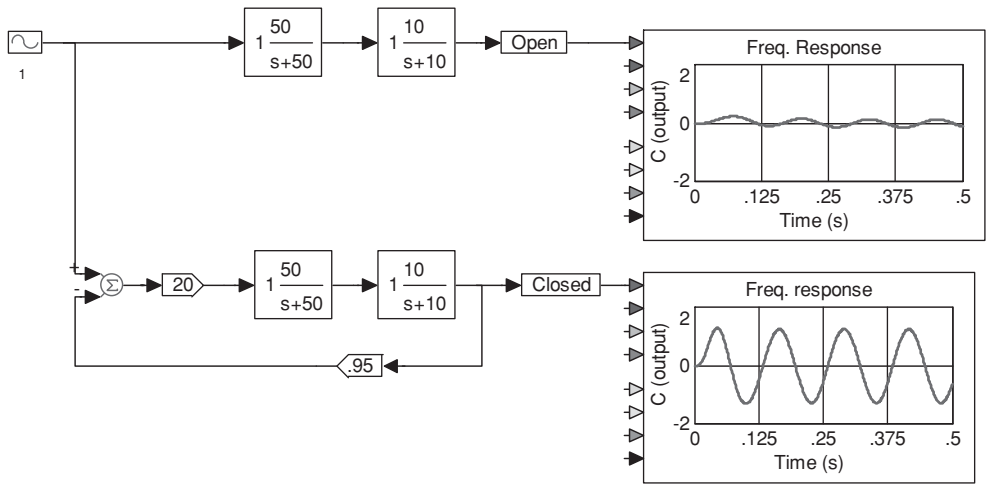 1
1 50
s+50
1 10
s+10
Open
Freq. Response
C (output)
2
0
-2
0 .125 .25 .375 .5
Time (s)
+
-
Σ
20
1 50
s+50
1 10
s+10
Closed
.95
Freq. response
C (output)
2
0
-2
0 .125 .25 .375 .5
Time (s)